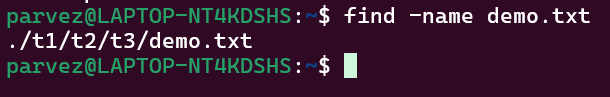 parvez@LAPTOP-NT4KDSHS:~$ find -name demo.txt
./t1/t2/t3/demo.txt
parvez@LAPTOP-NT4KDSHS:~$